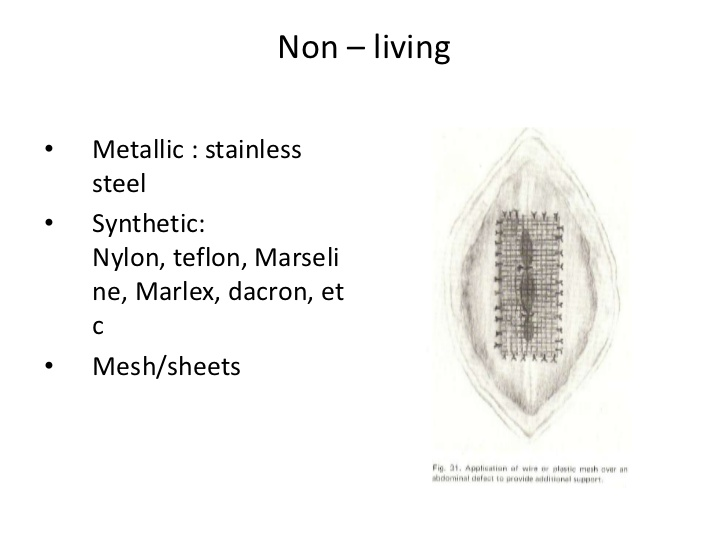 Non – living
• Metallic : stainless
steel
• Synthetic:
Nylon, teflon, Marseli
ne, Marlex, dacron, et
c
• Mesh/sheets
Fig. 31. Application of wire or plastic mesh over an
abdominal defect to provide additional support.